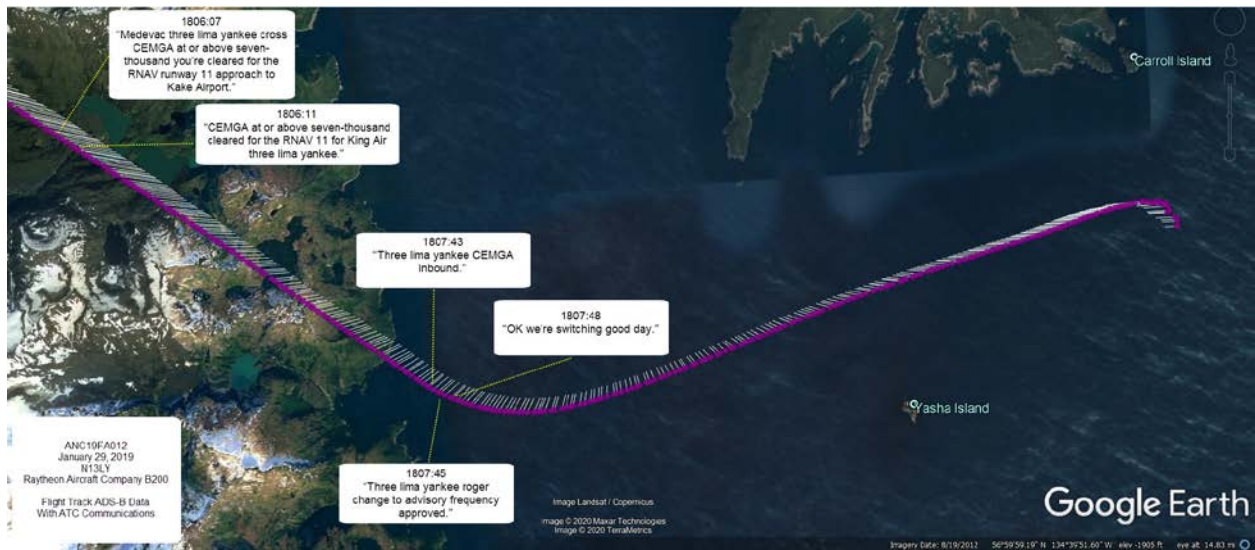 1806:07
“Medevac three lima yankee cross
CEMGA at or above seven-
thousand you’re cleared for the
RNAV runway 11 approach to
Kake Airport.”
Carroll Island
1806:11
“CEMGA at or above seven-thousand
cleared for the RNAV 11 for King Air
three lima yankee.”
1807:43
“Three lima yankee CEMGA
inbound.”
1807:48
“OK we’re switching good day.”
Yasha Island
ANC19FA012
January 29, 2019
N13LY
Raytheon Aircraft Company B200
Flight Track ADS-B Data
With ATC Communications
1807:45
“Three lima yankee roger
change to advisory frequency
approved.”
Image Landsat / Copernicus
Image © 2020 Maxar Technologies
Image © 2020 TerraMetrics
Google Earth
Imagery Date: 8/19/2012 56°59'59.19" N 134°39'51.60" W elev -1905 ft eye alt 14.83 mi